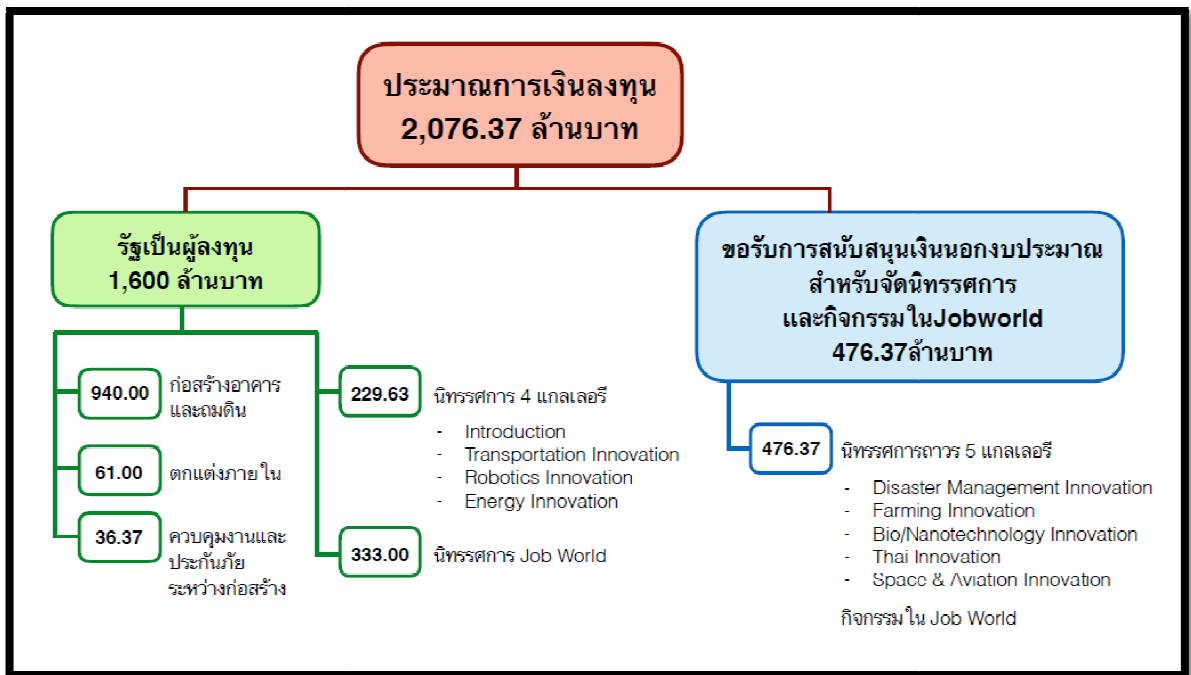 ประมาณการเงินลงทุน
2,076.37 ล้านบาท
รัฐเป็นผู้ลงทุน
1,600 ล้านบาท
940.00
ก่อสร้างอาคาร
และถมดิน
61.00
ตกแต่งภายใน
36.37
ควบคุมงานและ
ประกันภัย
ระหว่างก่อสร้าง
229.63
นิทรรศการ 4 แกลเลอรี
- Introduction
- Transportation Innovation
- Robotics Innovation
- Energy Innovation
333.00
นิทรรศการ Job World
ขอรับการสนับสนุนเงินนอกงบประมาณ
สำหรับจัดนิทรรศการ
และกิจกรรมในJobworld
476.37ล้านบาท
476.37
นิทรรศการถาวร 5 แกลเลอรี
- Disaster Management Innovation
- Farming Innovation
- Bio/Nanotechnology Innovation
- Thai Innovation
- Space & Aviation Innovation
กิจกรรมใน Job World